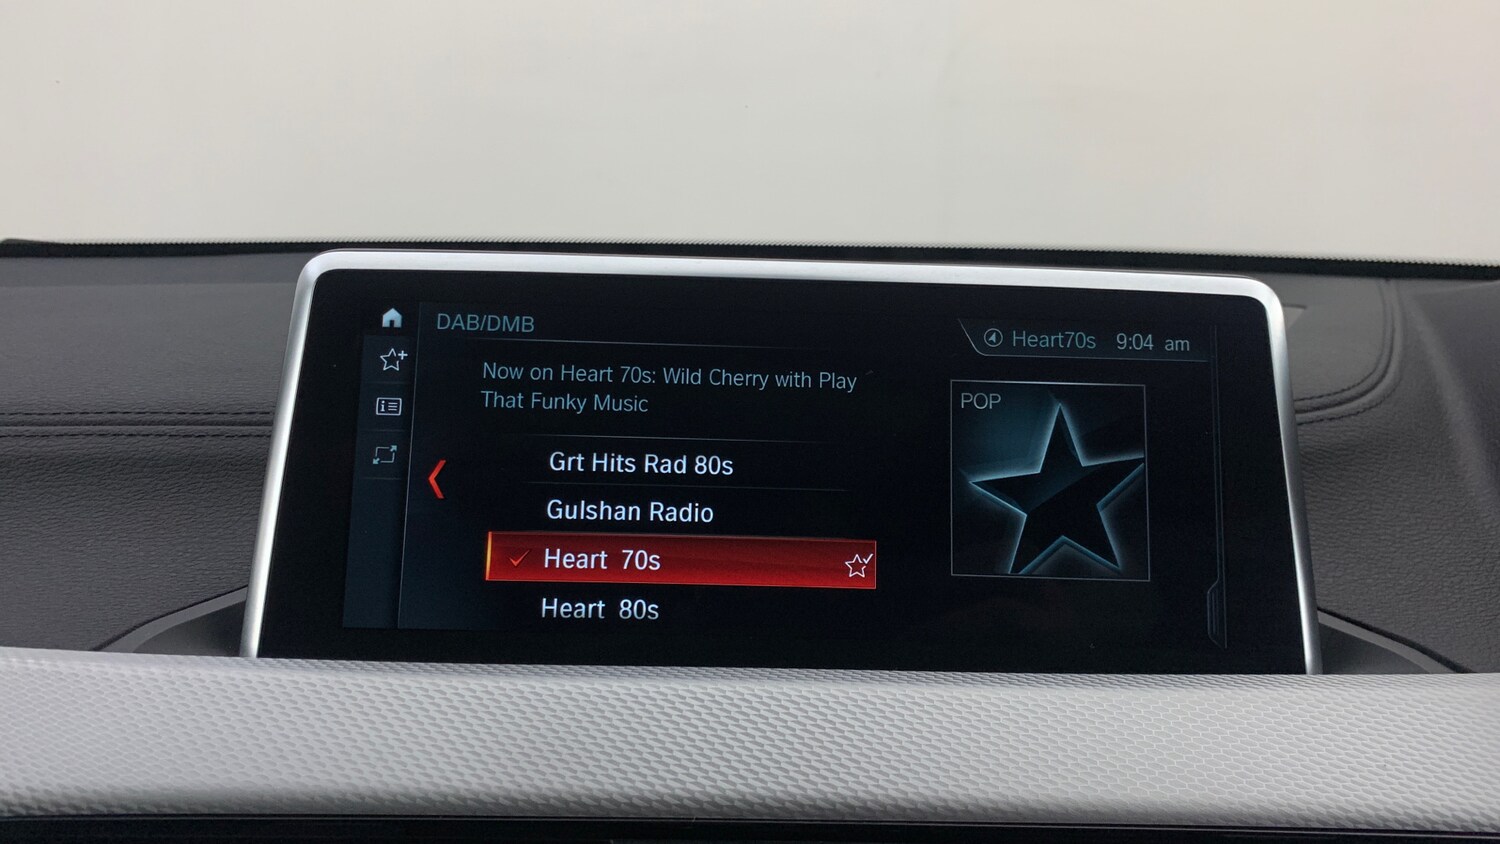 DAB/DMB
Heart70s 9:04 am
Now on Heart 70s: Wild Cherry with Play
That Funky Music
POP
Grt Hits Rad 80s
Gulshan Radio
Heart 70s
Heart 80s